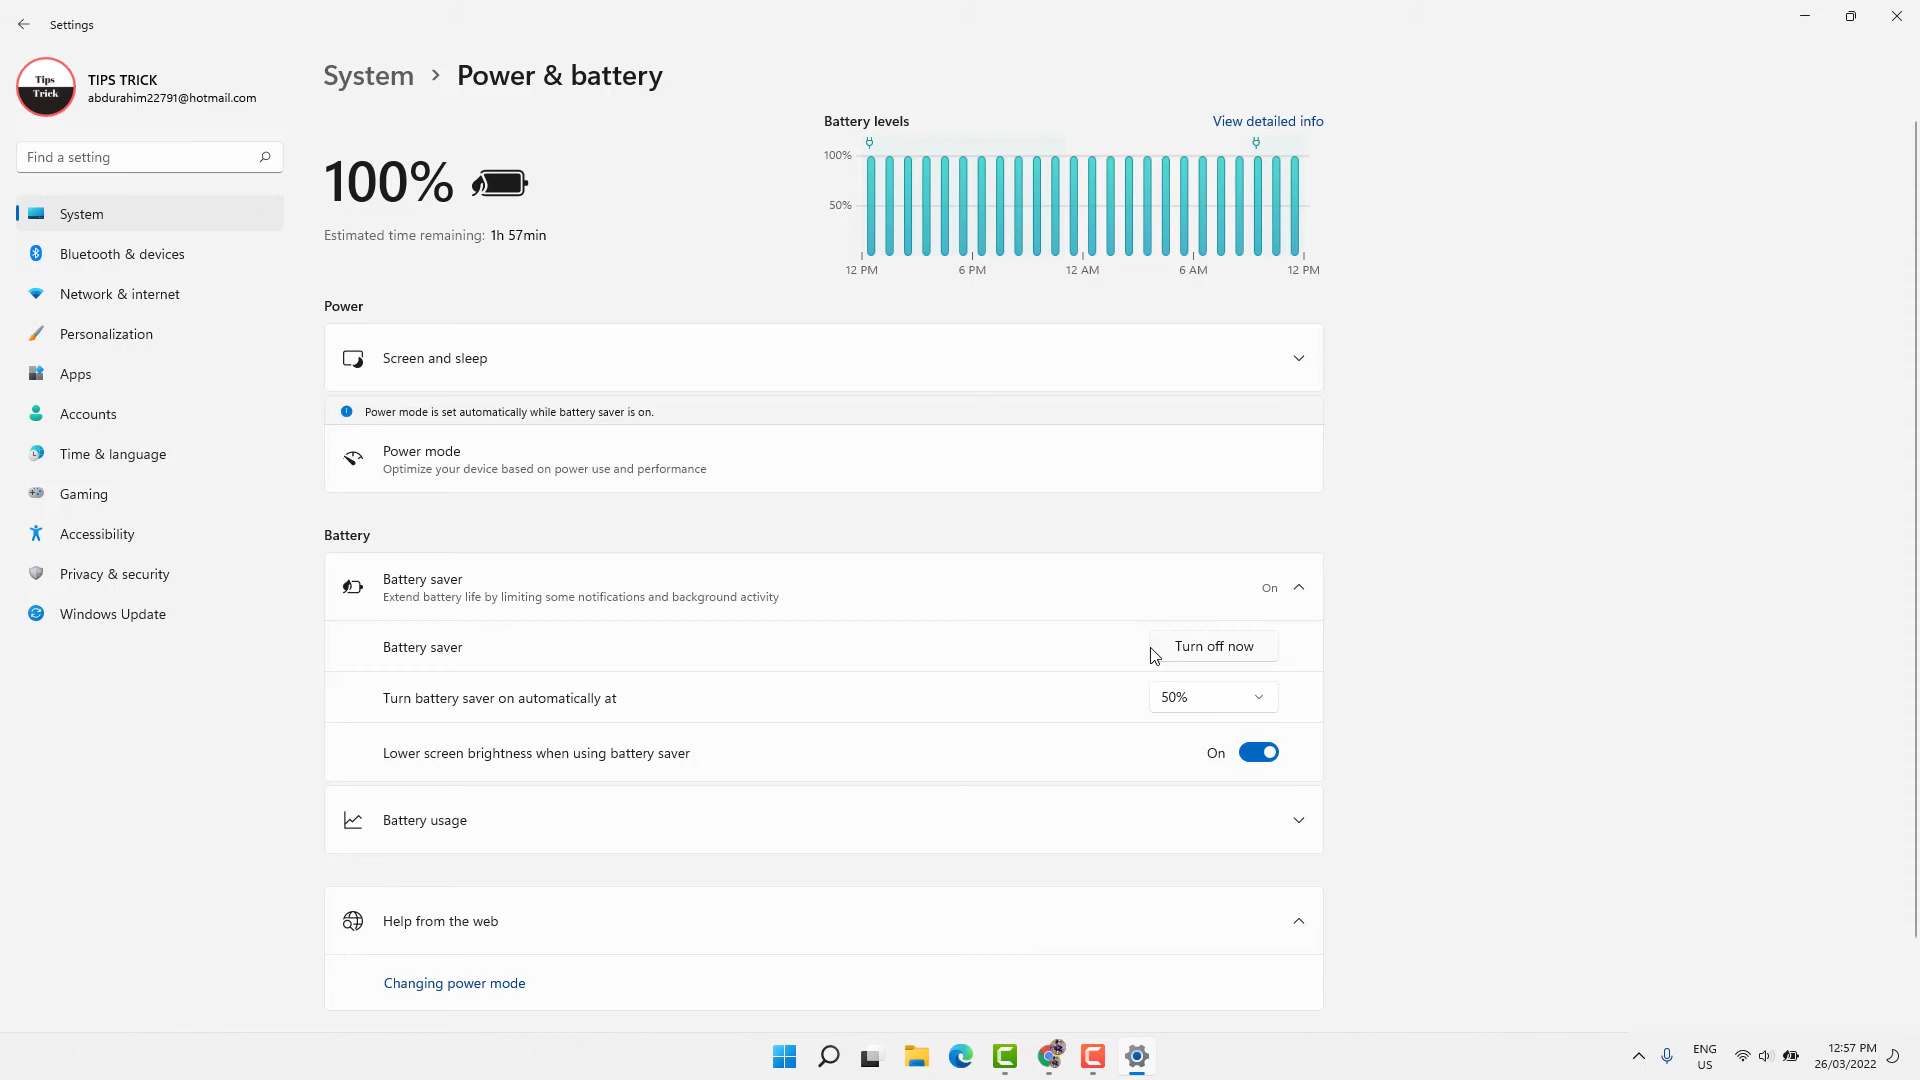 Settings
Tips
Trick
TIPS TRICK
abdurahim22791@hotmail.com
Find a setting
System
Bluetooth & devices
Network & internet
Personalization
Apps
Accounts
Time & language
Gaming
Accessibility
Privacy & security
Windows Update
System > Power & battery
100%
Estimated time remaining: 1h 57min
Battery levels
View detailed info
100%
50%
12 PM 6 PM 12 AM 6 AM 12 PM
Power
Screen and sleep
Power mode is set automatically while battery saver is on.
Power mode
Optimize your device based on power use and performance
Battery
Battery saver
Extend battery life by limiting some notifications and background activity
On
Battery saver
Turn off now
Turn battery saver on automatically at
50%
Lower screen brightness when using battery saver
On
Battery usage
Help from the web
Changing power mode
ENG
US
12:57 PM
26/03/2022